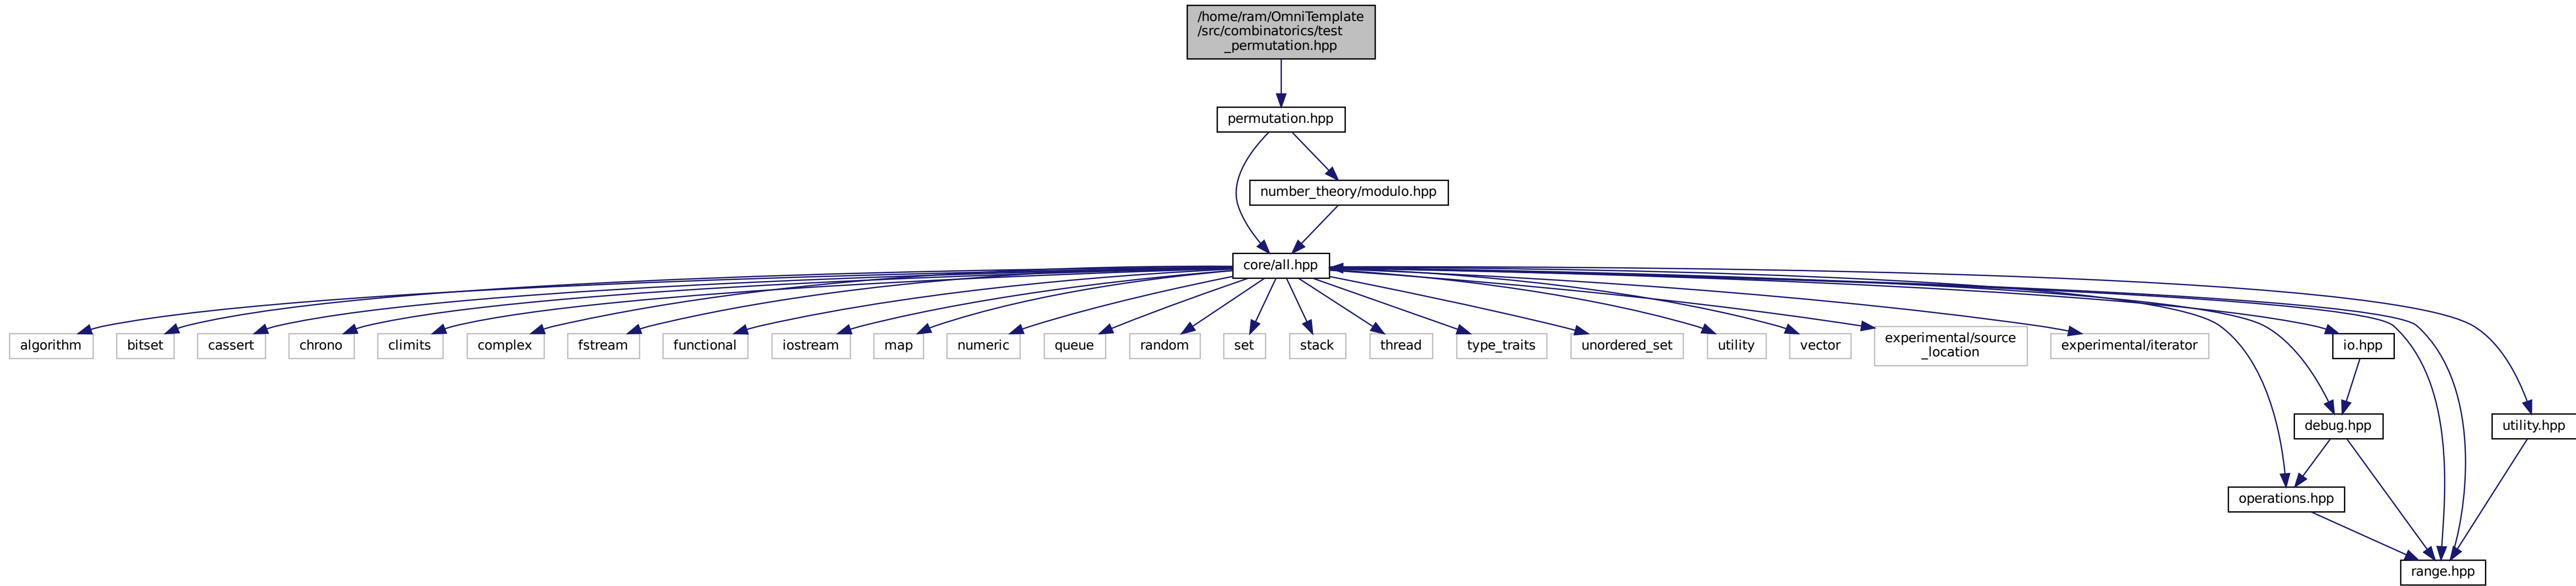 /home/ram/OmniTemplate
/src/combinatorics/test
_permutation.hpp
permutation.hpp
number_theory/modulo.hpp
core/all.hpp
algorithm
bitset
cassert
chrono
climits
complex
fstream
functional
iostream
map
numeric
queue
random
set
stack
thread
type_traits
unordered_set
utility
vector
experimental/source
_location
experimental/iterator
io.hpp
debug.hpp
utility.hpp
operations.hpp
range.hpp